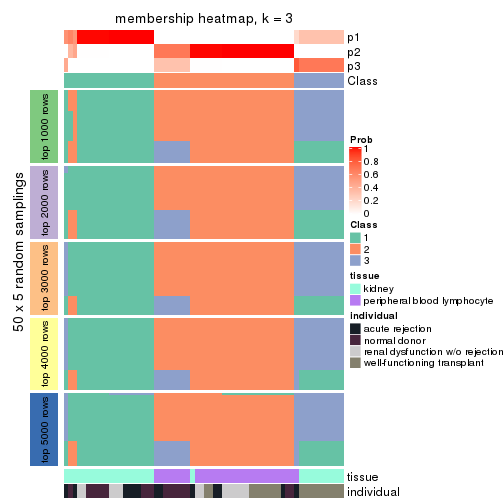 membership heatmap, k = 3
p1
p2
p3
Class
50 x 5 random samplings
top 1000 rows
top 2000 rows
top 3000 rows
top 4000 rows
top 5000 rows
tissue
individual
Prob
1
0.8
0.6
0.4
0.2
0
Class
1
2
3
tissue
kidney
peripheral blood lymphocyte
individual
acute rejection
normal donor
renal dysfunction w/o rejection
well-functioning transplant